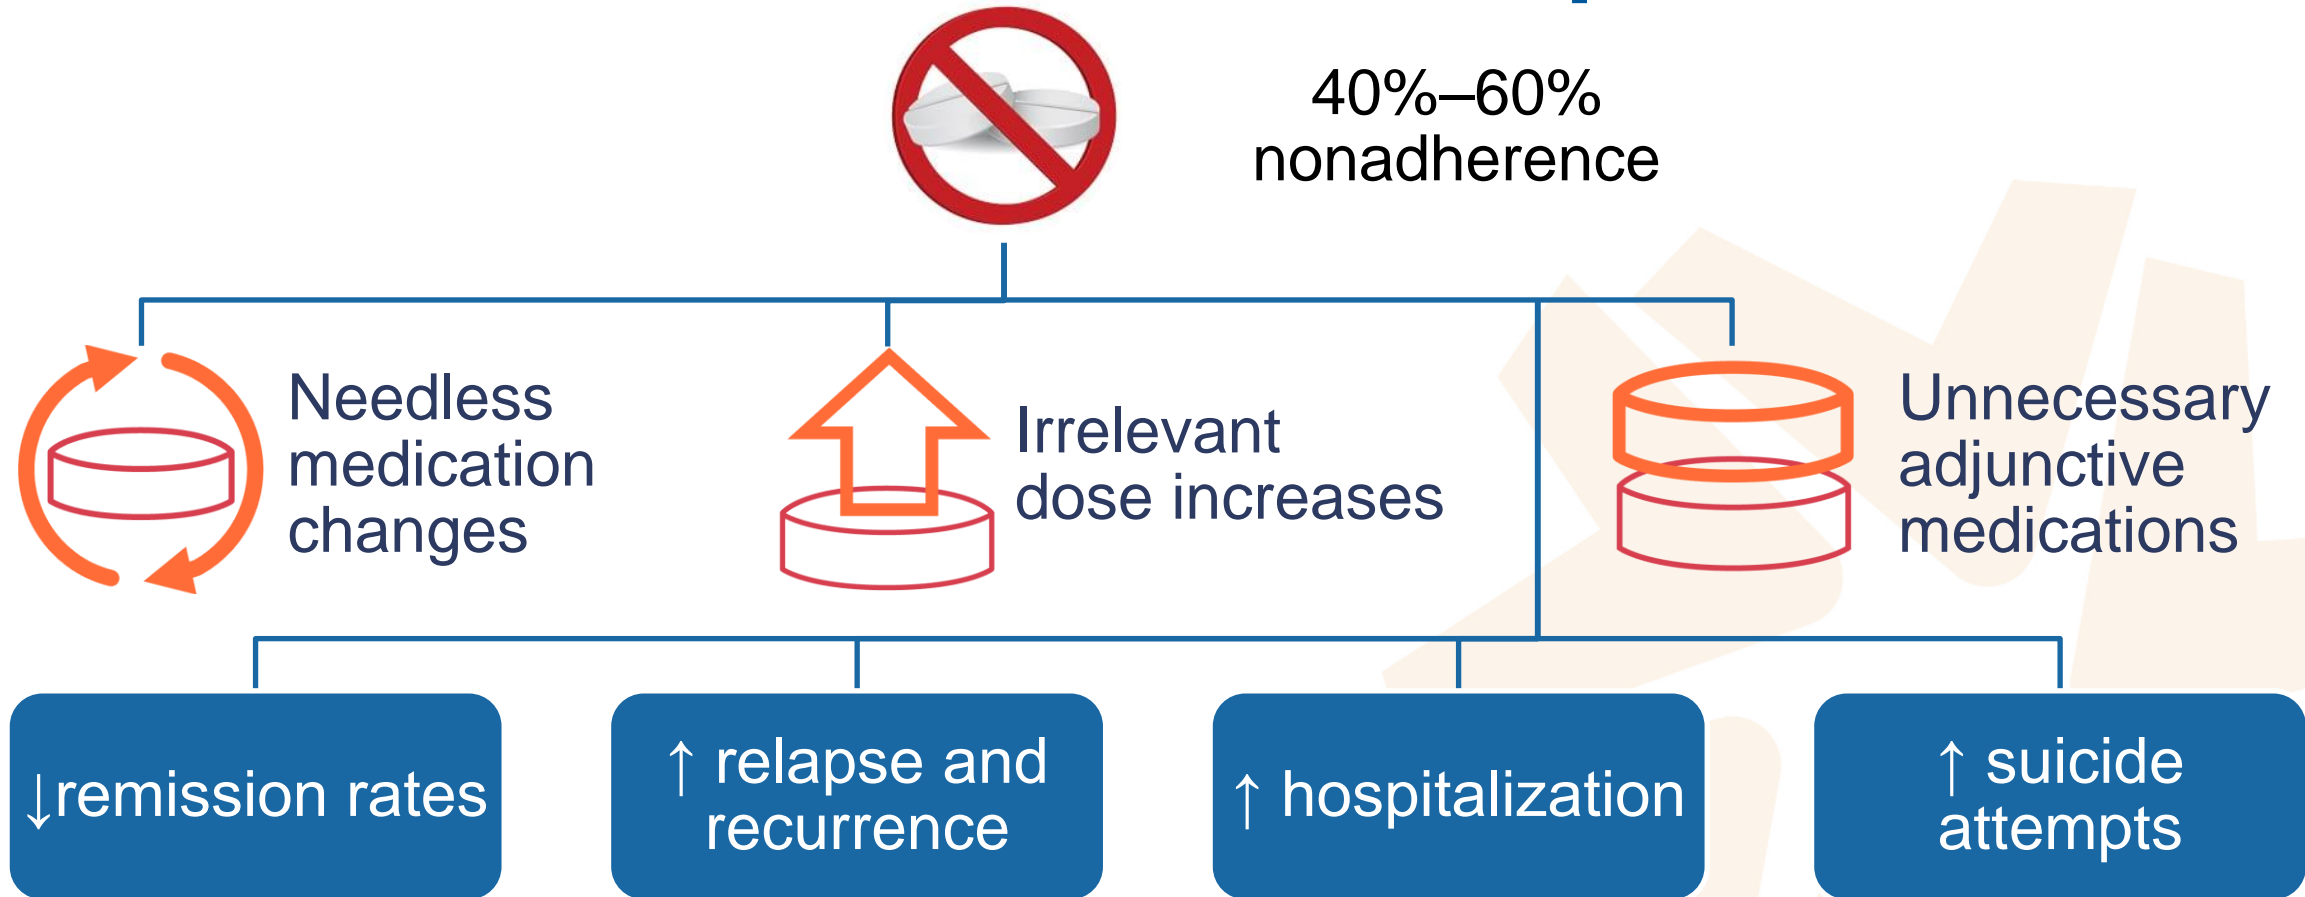 40%–60%
nonadherence
Needless
medication
changes
Irrelevant
dose increases
Unnecessary
adjunctive
medications
↓remission rates
↑ relapse and
recurrence
↑ hospitalization
↑ suicide
attempts